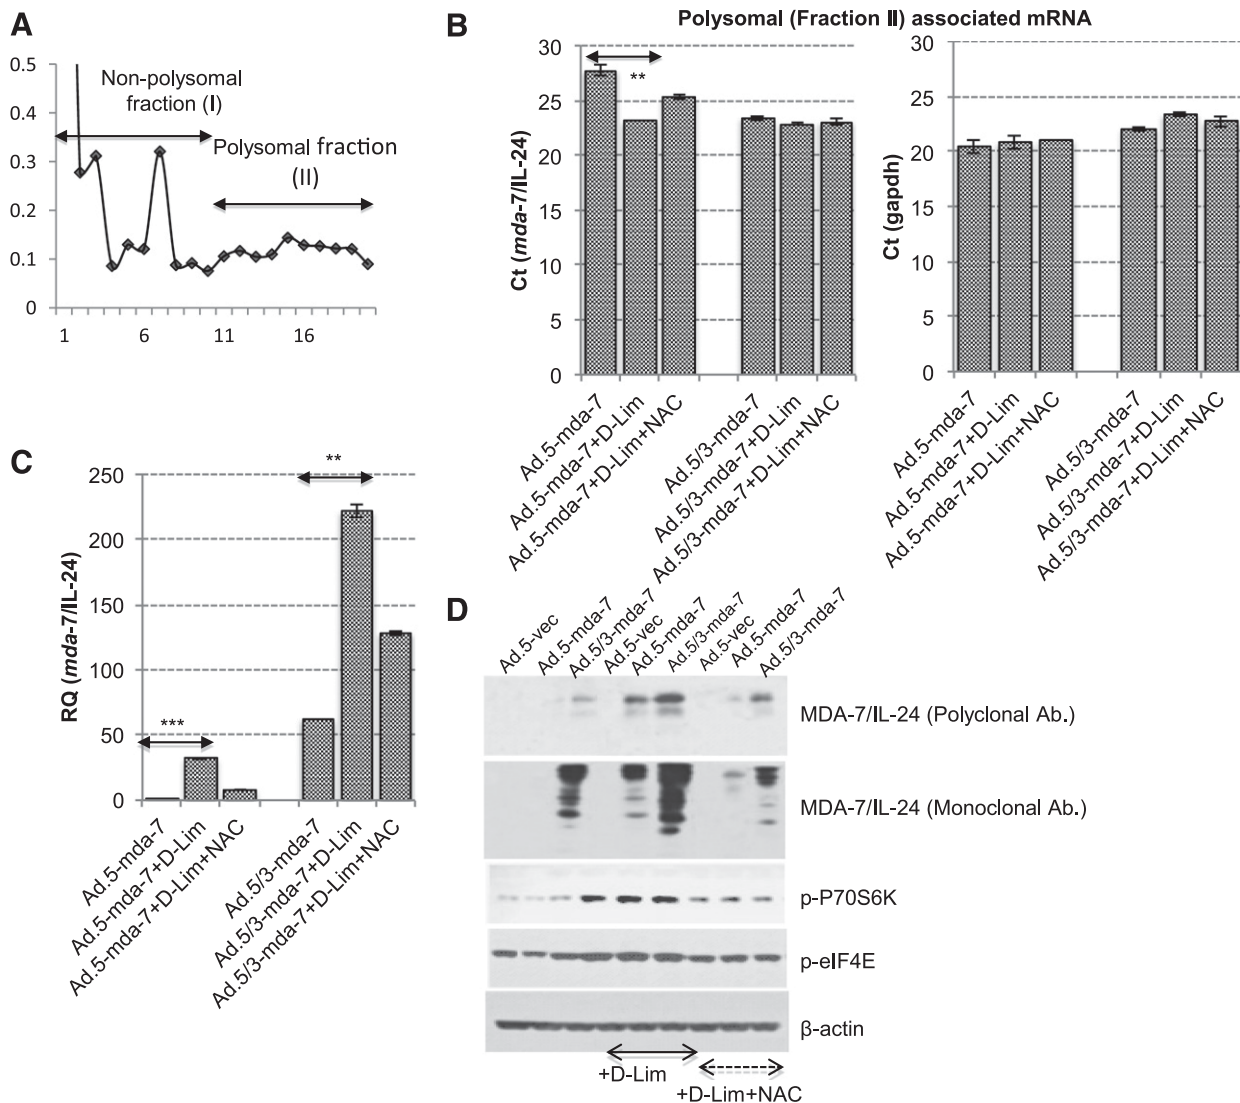 A
0.5
0.4
0.3
0.2
0.1
0
1 6 11 16
Non-polysomal
fraction (I)
Polysomal fraction
(II)
B
Polysomal (Fraction II) associated mRNA
Ct (mda-7/IL-24)
30
25
20
15
10
5
0
**
Ad.5-mda-7
Ad.5-mda-7+D-Lim
Ad.5-mda-7+D-Lim+NAC
Ad.5/3-mda-7
Ad.5/3-mda-7+D-Lim
Ad.5/3-mda-7+D-Lim+NAC
Ct (gapdh)
30
25
20
15
10
5
0
Ad.5-mda-7
Ad.5-mda-7+D-Lim
Ad.5-mda-7+D-Lim+NAC
Ad.5/3-mda-7
Ad.5/3-mda-7+D-Lim
Ad.5/3-mda-7+D-Lim+NAC
C
RQ (mda-7/IL-24)
250
200
150
100
50
0
***
**
Ad.5-mda-7
Ad.5-mda-7+D-Lim
Ad.5-mda-7+D-Lim+NAC
Ad.5/3-mda-7
Ad.5/3-mda-7+D-Lim
Ad.5/3-mda-7+D-Lim+NAC
D
Ad.5-vec
Ad.5-mda-7
Ad.5/3-mda-7
Ad.5-vec
Ad.5-mda-7
Ad.5/3-mda-7
Ad.5-vec
Ad.5-mda-7
Ad.5/3-mda-7
MDA-7/IL-24 (Polyclonal Ab.)
MDA-7/IL-24 (Monoclonal Ab.)
p-P70S6K
p-eIF4E
β-actin
+D-Lim
+D-Lim+NAC